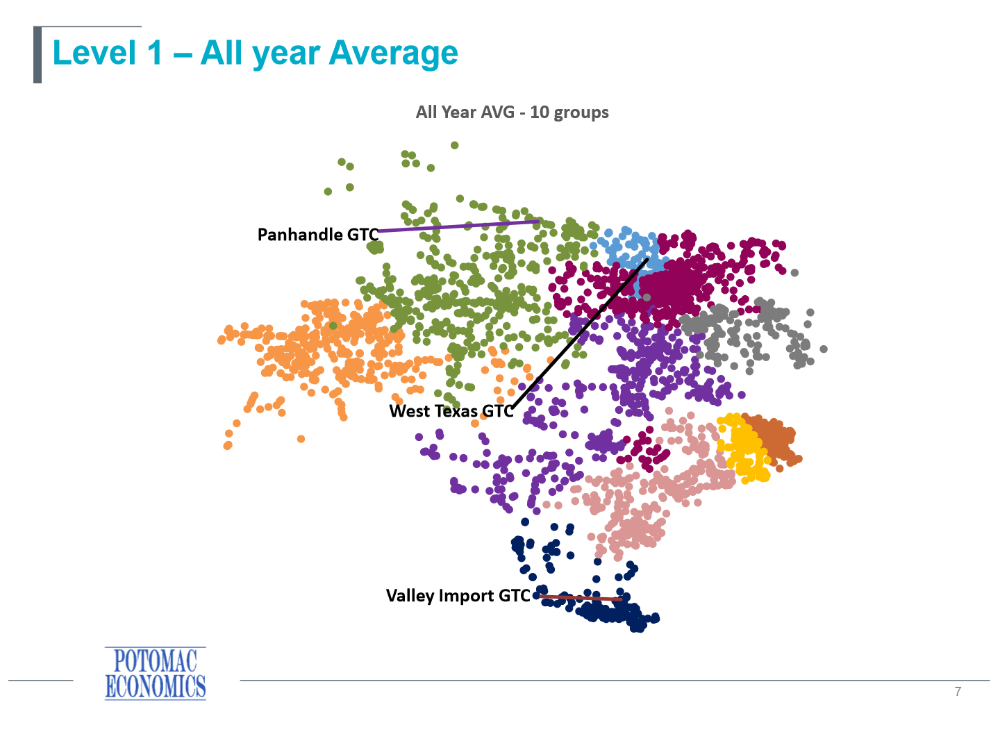 Level 1 – All year Average
All Year AVG - 10 groups
Panhandle GTC
West Texas GTC
Valley Import GTC
POTOMAC
ECONOMICS
7